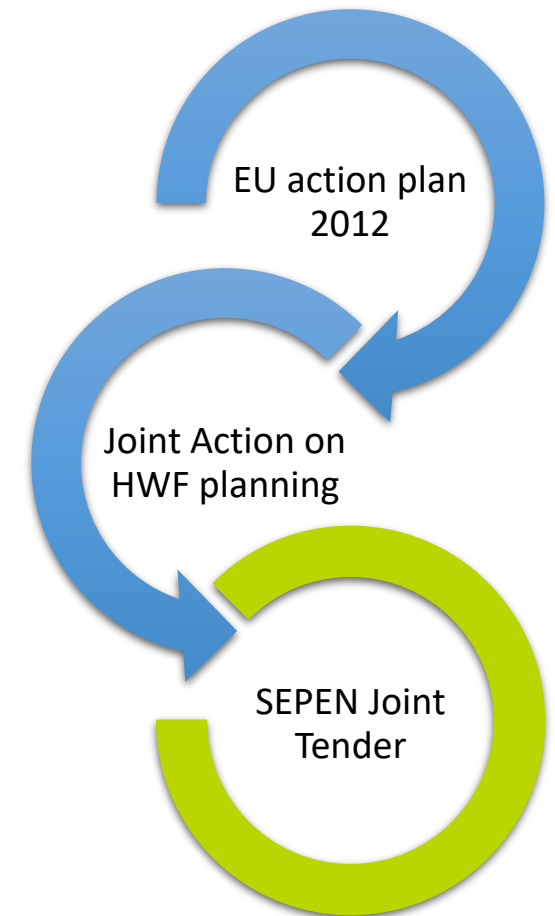 EU action plan
2012
Joint Action on
HWF planning
SEPEN Joint
Tender